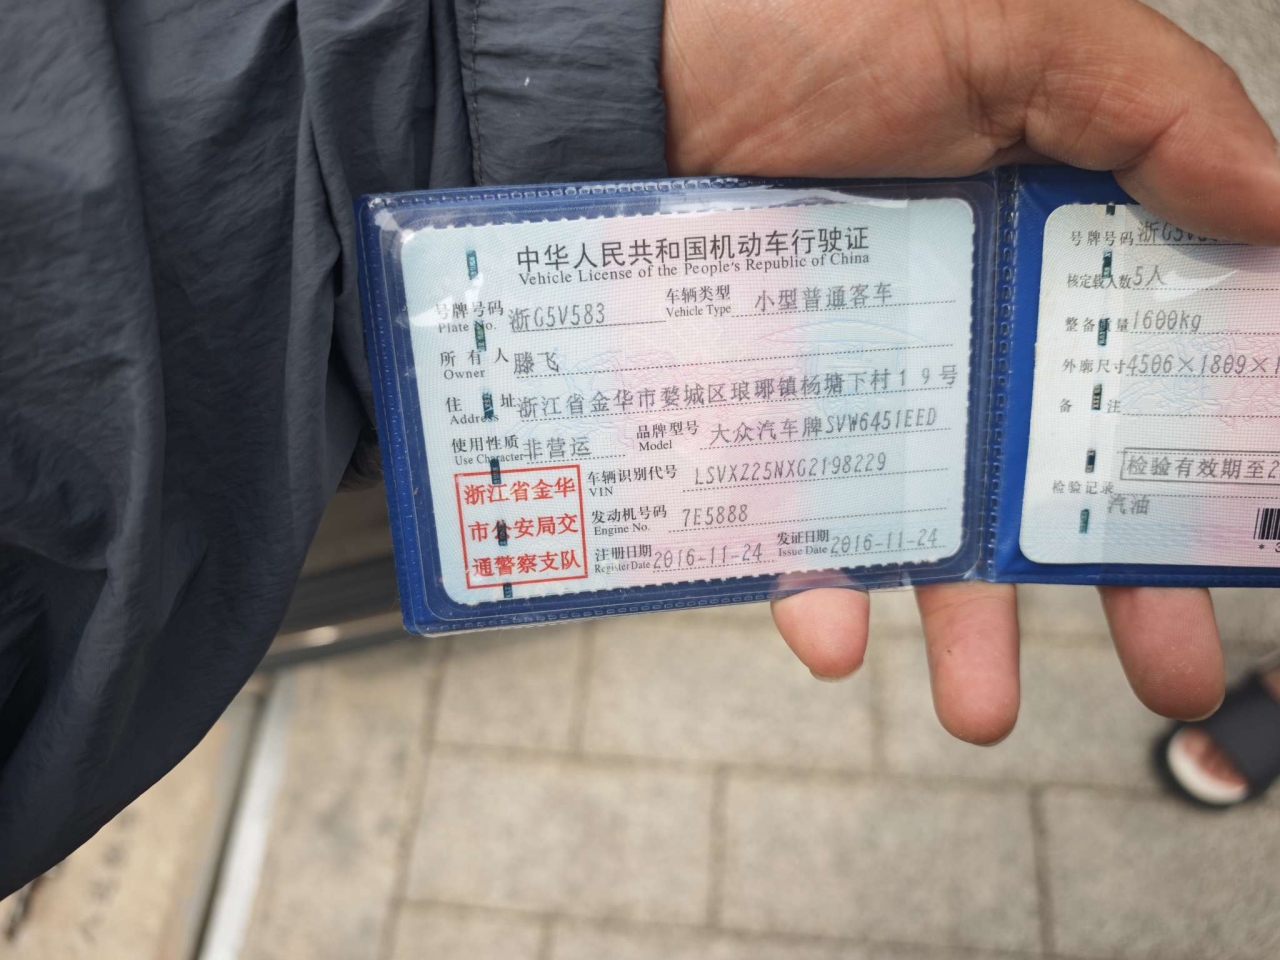 中华人民共和国机动车行驶证
Vehicle License of the People's Republic of China
号牌号码 浙G5V583 车辆类型 小型普通客车
Plate No. Vehicle Type
所有人 滕飞
Owner
住址 浙江省金华市婺城区琅琊镇杨塘下村19号
Address
使用性质 非营运 品牌型号 大众汽车牌SVW6451EED
Use Character Model
浙江省金华
市公安局交
通警察支队
车辆识别代号 LSVXZ25NXG2198229
VIN
发动机号码 7E5888
Engine No.
注册日期 2016-11-24 发证日期 2016-11-24
Register Date Issue Date
号牌号码 浙G5V
核定载人数 5人
整备质量 1600kg
外廓尺寸 4506×1809×1
备注
检验有效期至2
检验记录
汽油